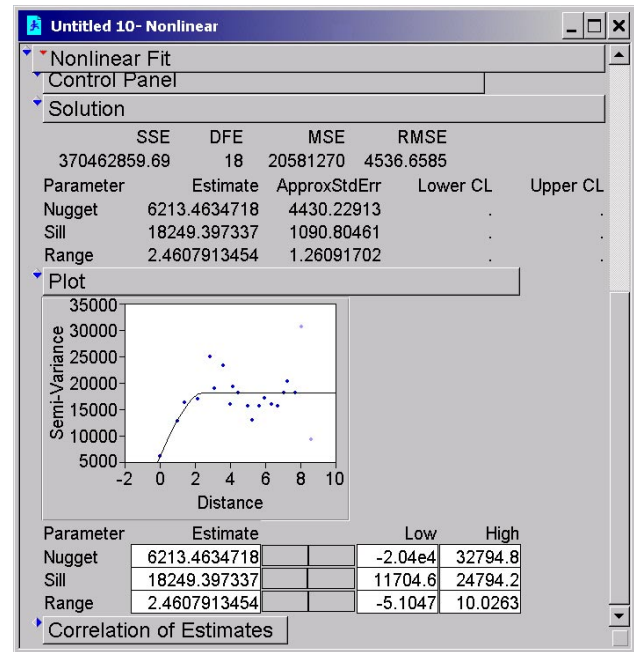 Untitled 10- Nonlinear
Nonlinear Fit
Control Panel
Solution
SSE DFE MSE RMSE
370462859.69 18 20581270 4536.6585
Parameter Estimate ApproxStdErr Lower CL Upper CL
Nugget 6213.4634718 4430.22913 . .
Sill 18249.397337 1090.80461 . .
Range 2.4607913454 1.26091702 . .
Plot
35000
30000
25000
20000
15000
10000
5000
Semi-Variance
-2 0 2 4 6 8 10
Distance
Parameter Estimate Low High
Nugget 6213.4634718 -2.04e4 32794.8
Sill 18249.397337 11704.6 24794.2
Range 2.4607913454 -5.1047 10.0263
Correlation of Estimates